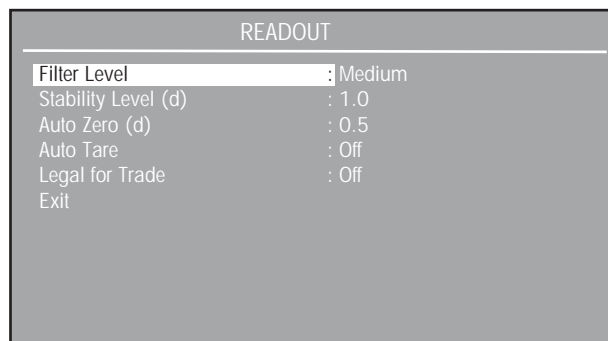 READOUT
Filter Level : Medium
Stability Level (d) : 1.0
Auto Zero (d) : 0.5
Auto Tare : Off
Legal for Trade : Off
Exit